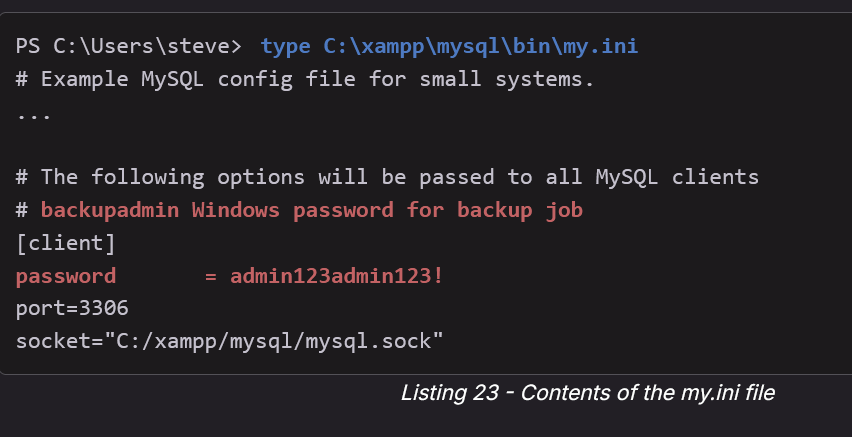 PS C:\Users\steve> type C:\xampp\mysql\bin\my.ini
# Example MySQL config file for small systems.
...
# The following options will be passed to all MySQL clients
# backupadmin Windows password for backup job
[client]
password       = admin123admin123!
port=3306
socket="C:/xampp/mysql/mysql.sock"
Listing 23 - Contents of the my.ini file